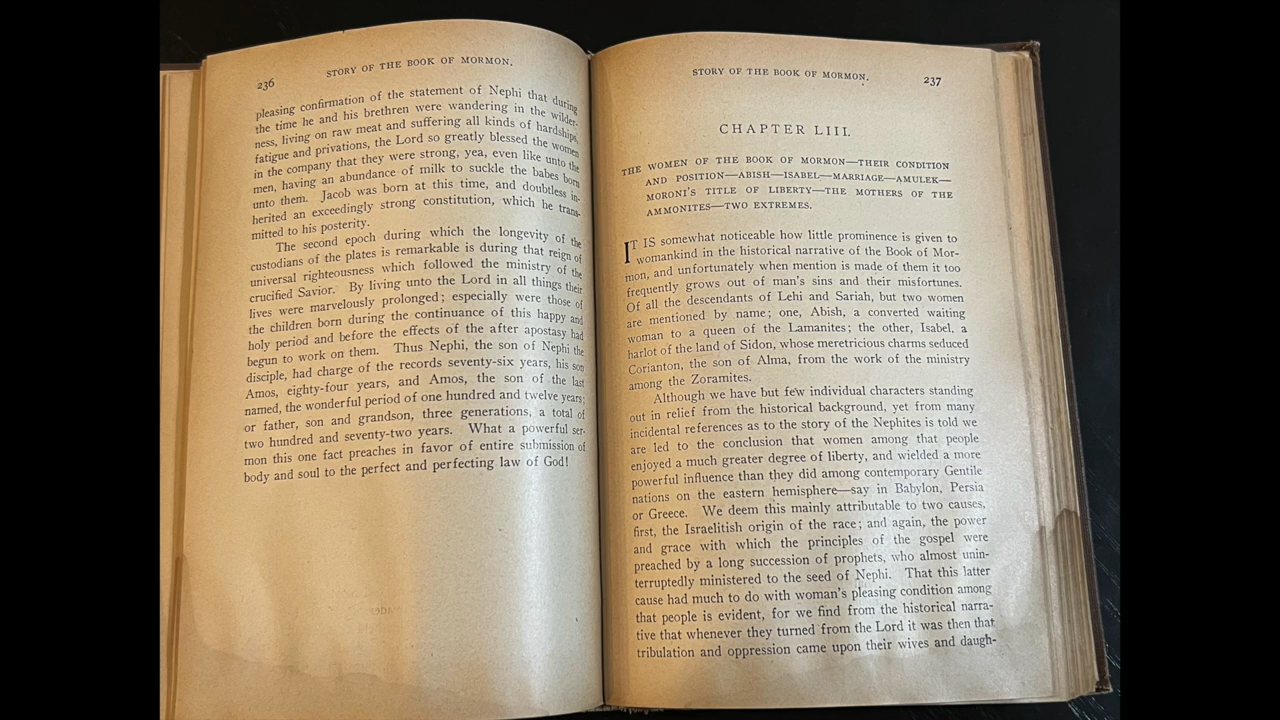 236
STORY OF THE BOOK OF MORMON.
pleasing confirmation of the statement of Nephi that during
the time he and his brethren were wandering in the wilder-
ness, living on raw meat and suffering all kinds of hardships,
fatigue and privations, the Lord so greatly blessed the women
in the company that they were strong, yea, even like unto the
men, having an abundance of milk to suckle the babes born
unto them. Jacob was born at this time, and doubtless in-
herited an exceedingly strong constitution, which he trans-
mitted to his posterity.
The second epoch during which the longevity of the
custodians of the plates is remarkable is during that reign of
universal righteousness which followed the ministry of the
crucified Savior. By living unto the Lord in all things their
lives were marvelously prolonged; especially were those of
the children born during the continuance of this happy and
holy period and before the effects of the after apostasy had
begun to work on them. Thus Nephi, the son of Nephi the
disciple, had charge of the records seventy-six years, his son
Amos, eighty-four years, and Amos, the son of the last
named, the wonderful period of one hundred and twelve years;
or father, son and grandson, three generations, a total of
two hundred and seventy-two years. What a powerful ser-
mon this one fact preaches in favor of entire submission of
body and soul to the perfect and perfecting law of God!
STORY OF THE BOOK OF MORMON.
237
CHAPTER LIII.
THE WOMEN OF THE BOOK OF MORMON—THEIR CONDITION
AND POSITION—ABISH—ISABEL—MARRIAGE—AMULEK—
MORONI'S TITLE OF LIBERTY—THE MOTHERS OF THE
AMMONITES—TWO EXTREMES.
IT IS somewhat noticeable how little prominence is given to
womankind in the historical narrative of the Book of Mor-
mon, and unfortunately when mention is made of them it too
frequently grows out of man's sins and their misfortunes.
Of all the descendants of Lehi and Sariah, but two women
are mentioned by name; one, Abish, a converted waiting
woman to a queen of the Lamanites; the other, Isabel, a
harlot of the land of Sidon, whose meretricious charms seduced
Corianton, the son of Alma, from the work of the ministry
among the Zoramites.
Although we have but few individual characters standing
out in relief from the historical background, yet from many
incidental references as to the story of the Nephites is told we
are led to the conclusion that women among that people
enjoyed a much greater degree of liberty, and wielded a more
powerful influence than they did among contemporary Gentile
nations on the eastern hemisphere—say in Babylon, Persia
or Greece. We deem this mainly attributable to two causes,
first, the Israelitish origin of the race; and again, the power
and grace with which the principles of the gospel were
preached by a long succession of prophets, who almost unin-
terruptedly ministered to the seed of Nephi. That this latter
cause had much to do with woman's pleasing condition among
that people is evident, for we find from the historical narra-
tive that whenever they turned from the Lord it was then that
tribulation and oppression came upon their wives and daugh-